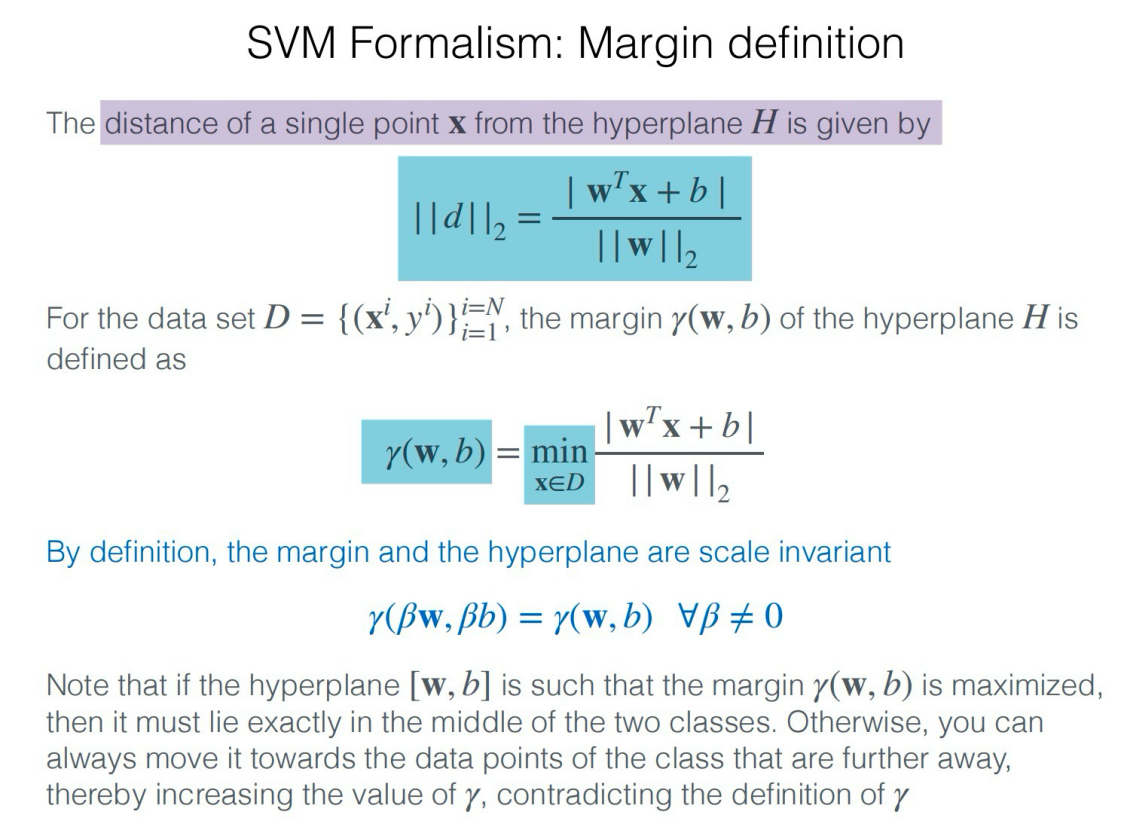 SVM Formalism: Margin definition
The distance of a single point x from the hyperplane H is given by
||d||₂ = | wᵀx + b | / ||w||₂
For the data set D = {(xⁱ, yⁱ)}ᵢ₌₁ⁱ⁼ᴺ, the margin γ(w, b) of the hyperplane H is
defined as
γ(w, b) = min_{x∈D} | wᵀx + b | / ||w||₂
By definition, the margin and the hyperplane are scale invariant
γ(βw, βb) = γ(w, b) ∀β ≠ 0
Note that if the hyperplane [w, b] is such that the margin γ(w, b) is maximized,
then it must lie exactly in the middle of the two classes. Otherwise, you can
always move it towards the data points of the class that are further away,
thereby increasing the value of γ, contradicting the definition of γ